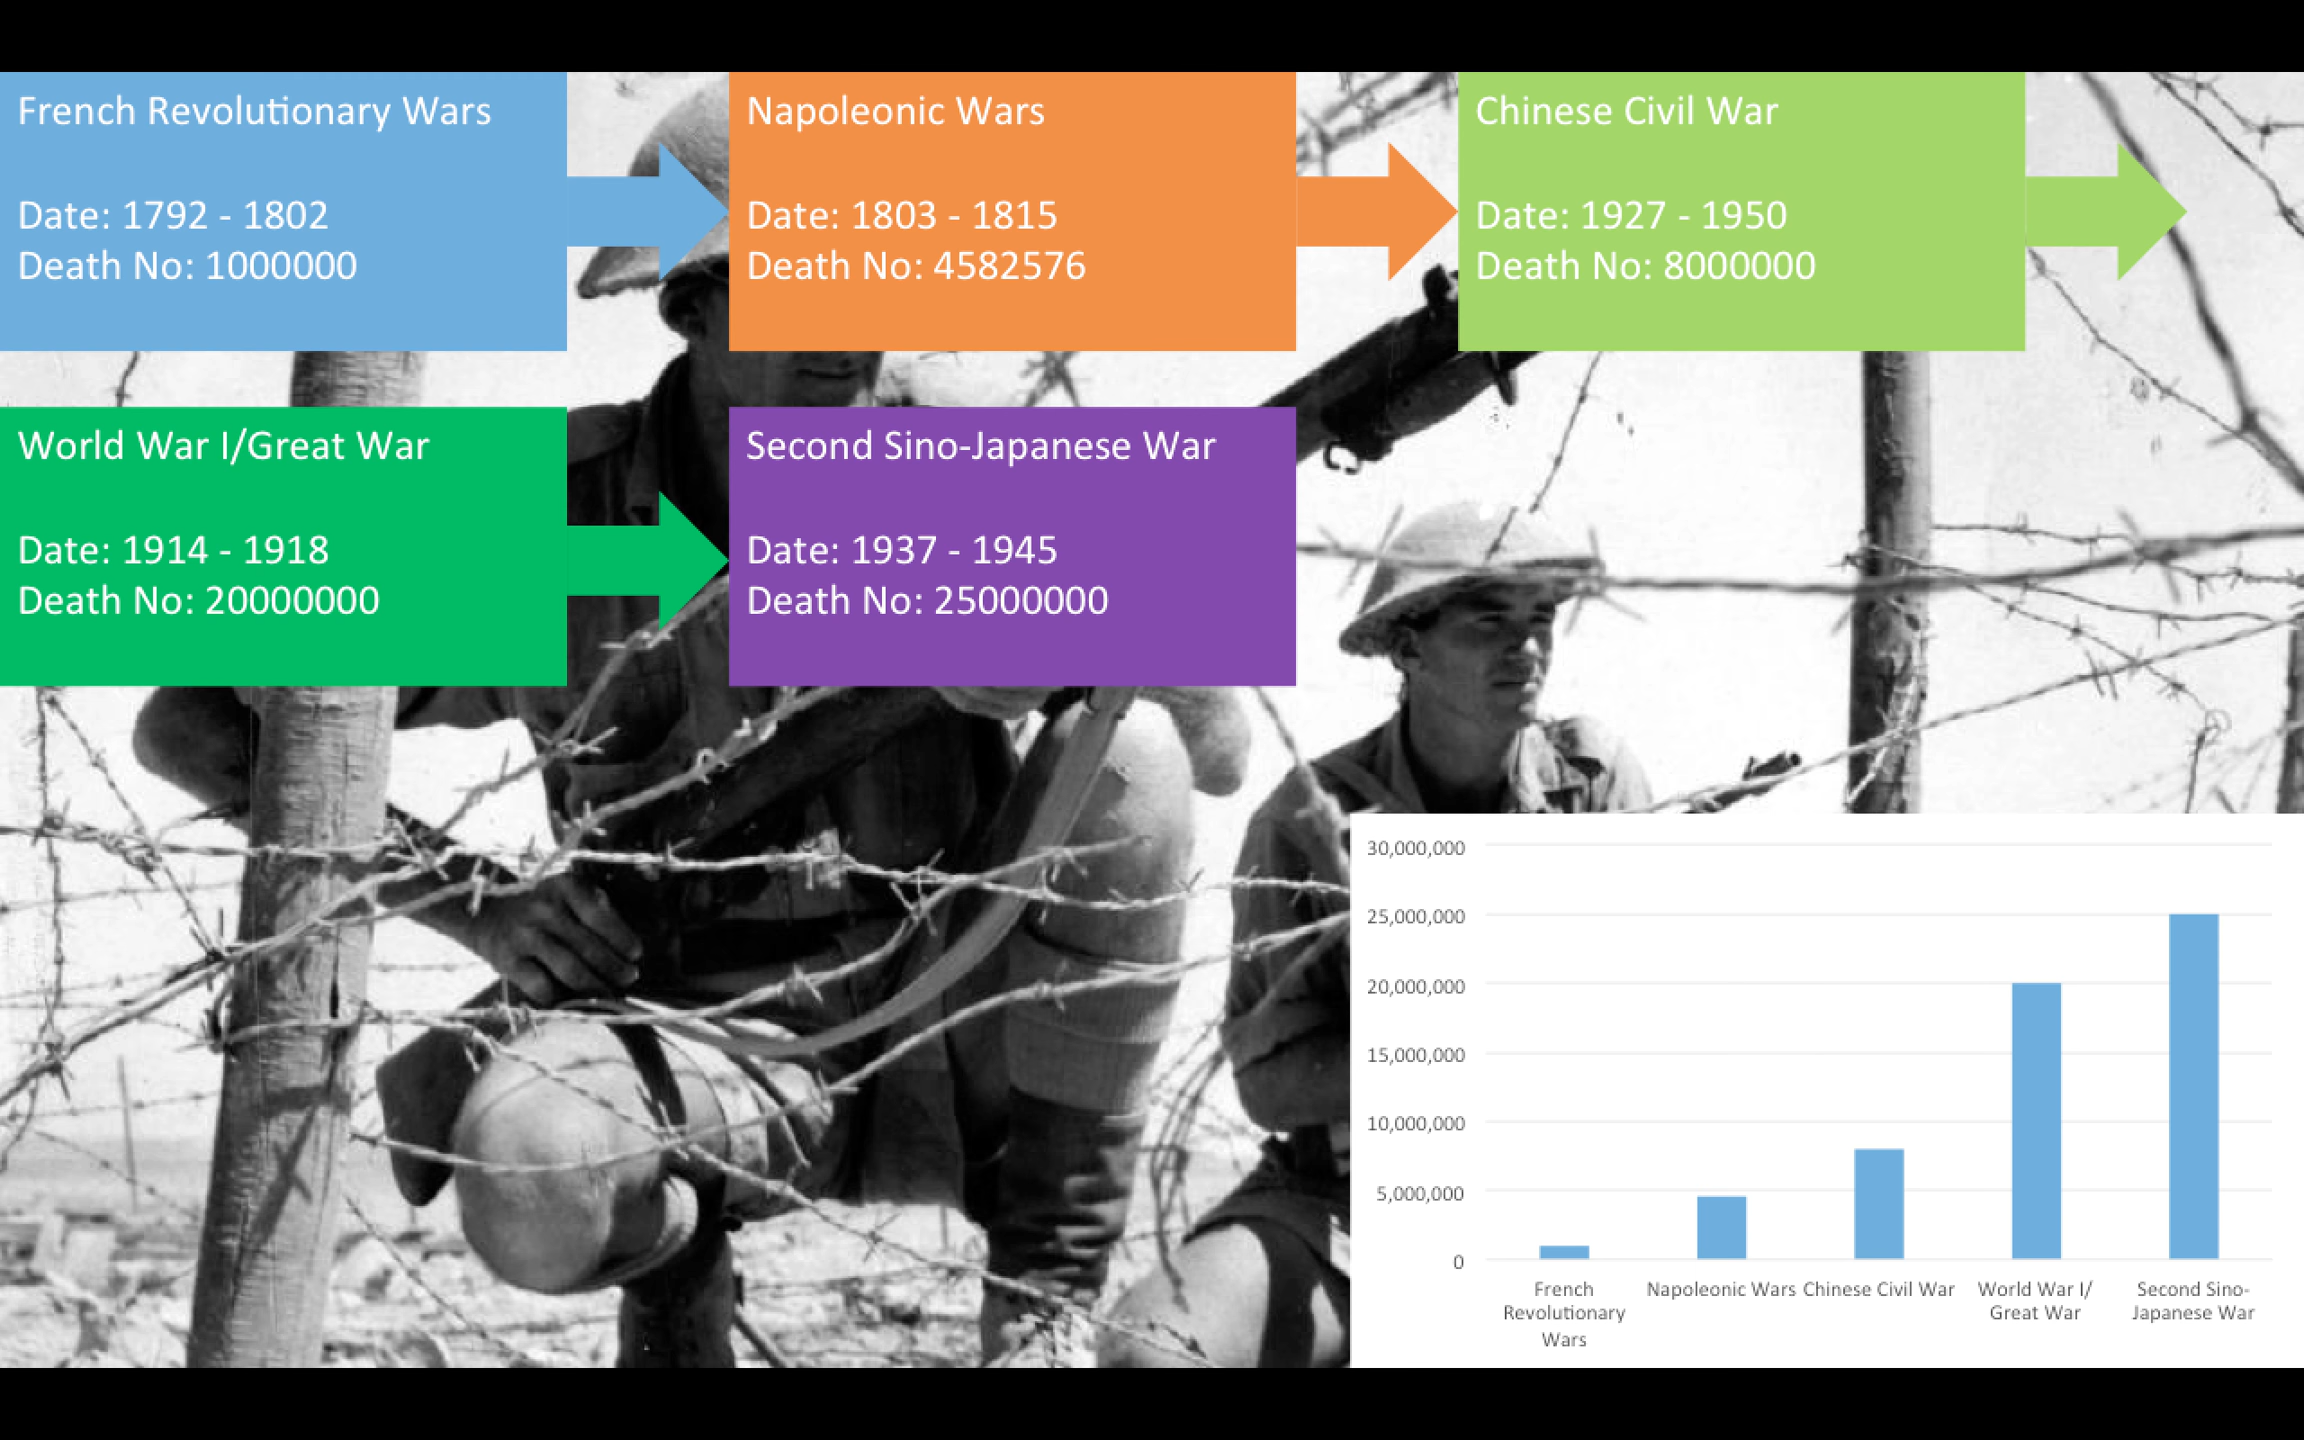 French Revolutionary Wars
Date: 1792 - 1802
Death No: 1000000
Napoleonic Wars
Date: 1803 - 1815
Death No: 4582576
Chinese Civil War
Date: 1927 - 1950
Death No: 8000000
World War I/Great War
Date: 1914 - 1918
Death No: 20000000
Second Sino-Japanese War
Date: 1937 - 1945
Death No: 25000000
30,000,000
25,000,000
20,000,000
15,000,000
10,000,000
5,000,000
0
French
Revolutionary
Wars
Napoleonic Wars
Chinese Civil War
World War I/
Great War
Second Sino-
Japanese War